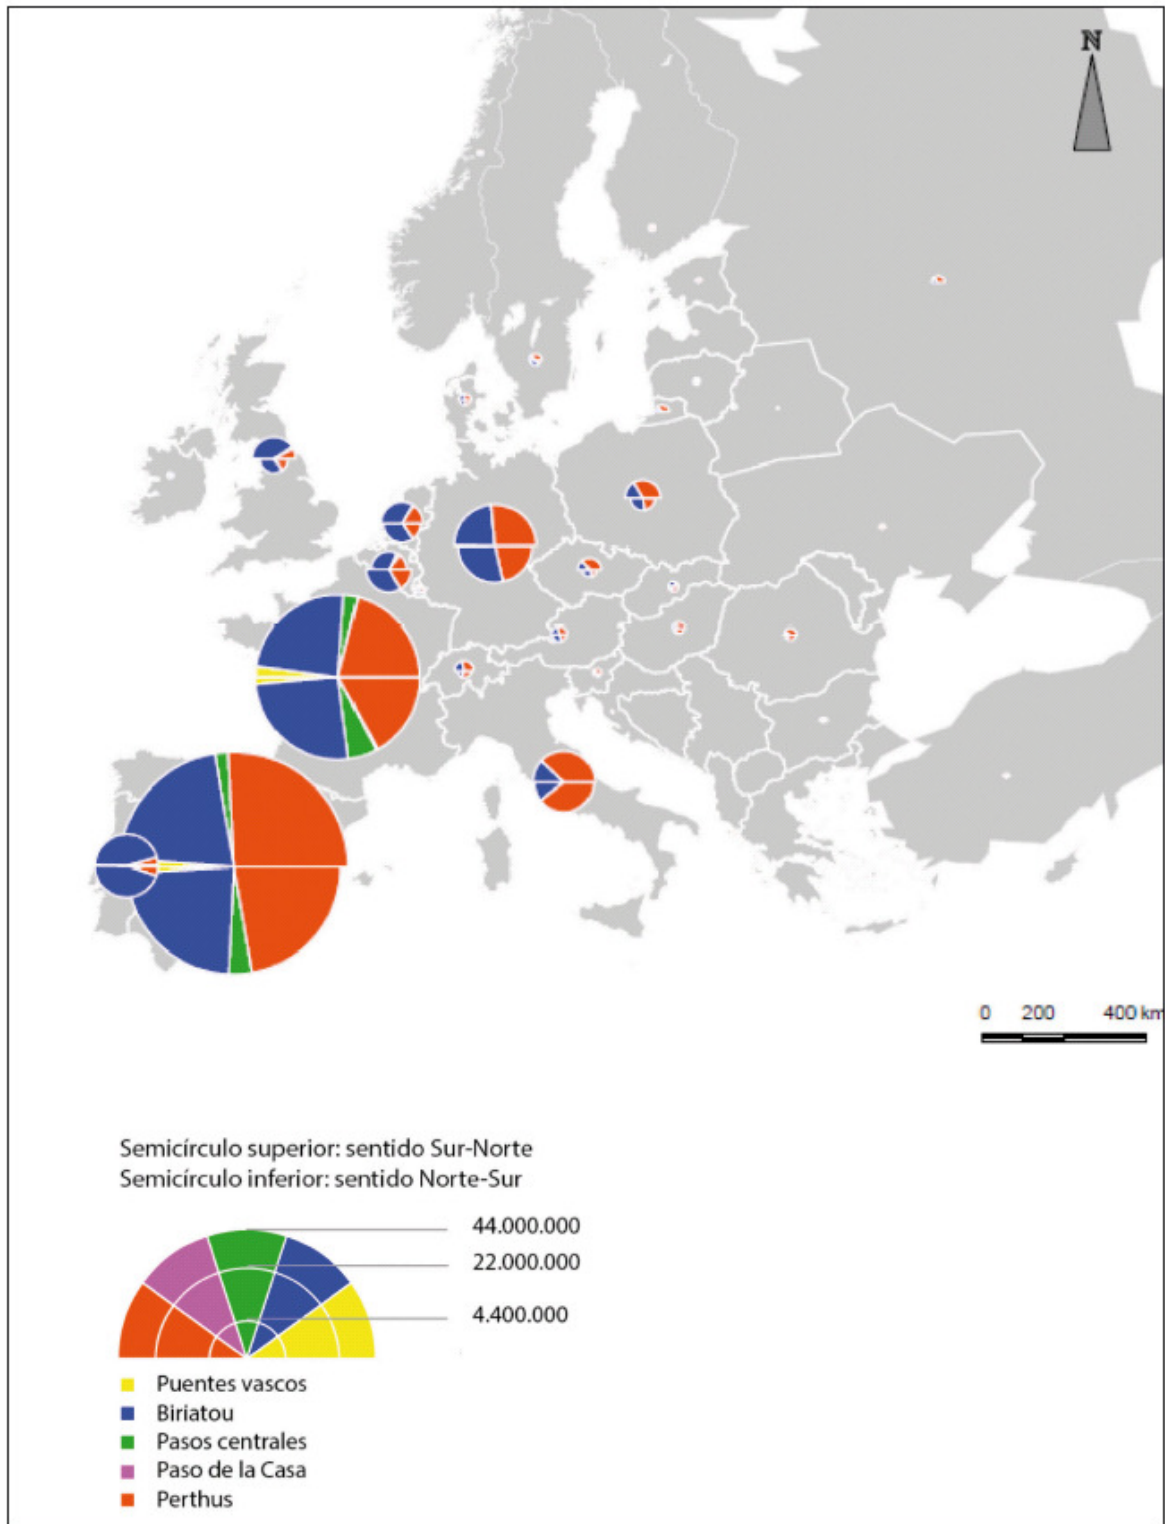 N
0 200 400 km
Semicírculo superior: sentido Sur-Norte
Semicírculo inferior: sentido Norte-Sur
44.000.000
22.000.000
4.400.000
Puentes vascos
Biriatou
Pasos centrales
Paso de la Casa
Perthus